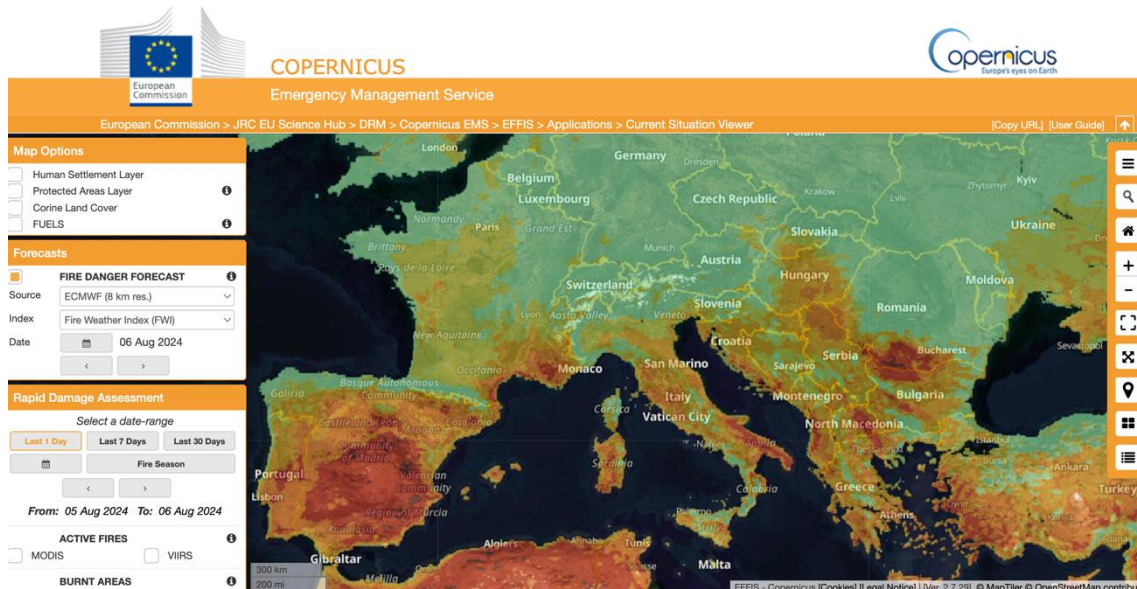 European
Commission
COPERNICUS
Emergency Management Service
opernicus
Europe's eyes on Earth
European Commission > JRC EU Science Hub > DRM > Copernicus EMS > EFFIS > Applications > Current Situation Viewer
[Copy URL] [User Guide]
Map Options
Human Settlement Layer
Protected Areas Layer
Corine Land Cover
FUELS
Forecasts
FIRE DANGER FORECAST
Source ECMWF (8 km res.)
Index Fire Weather Index (FWI)
Date 06 Aug 2024
< >
Rapid Damage Assessment
Select a date-range
Last 1 Day Last 7 Days Last 30 Days
Fire Season
< >
From: 05 Aug 2024 To: 06 Aug 2024
ACTIVE FIRES
MODIS VIIRS
BURNT AREAS
London
Germany
Dresden
Belgium
Luxembourg
Czech Republic
Krakow
Lviv
Zhytomyr
Kyiv
Normandy
Paris
Grand Est
Slovakia
Ukraine
Brittany
Pays de la Loire
Munich
Austria
Hungary
Moldova
Switzerland
Slovenia
Romania
Lyon
Aosta Valley
Veneto
New Aquitaine
Croatia
Serbia
Bucharest
Sevastopol
Occitania
Monaco
San Marino
Sarajevo
Galicia
Basque Autonomous
Community
Corsica
Italy
Montenegro
Bulgaria
Vatican City
North Macedonia
Castile and León
Aragon
Catalonia
Community
of Madrid
Naples
Apulia
Thessaloniki
Istanbul
Bursa
Ankara
Portugal
Valencian
Community
Sardinia
Calabria
Greece
Turkey
Lisbon
Region of Murcia
Palermo
Sicily
Athens
Izmir
Konya
Adana
Andalusia
Algiers
Annaba
Tunis
Gibraltar
Malta
Melilla
300 km
200 mi
+
−
EFFIS - Copernicus [Cookies] [Legal Notice] | [Ver. 2.7.29] © MapTiler © OpenStreetMap contribu